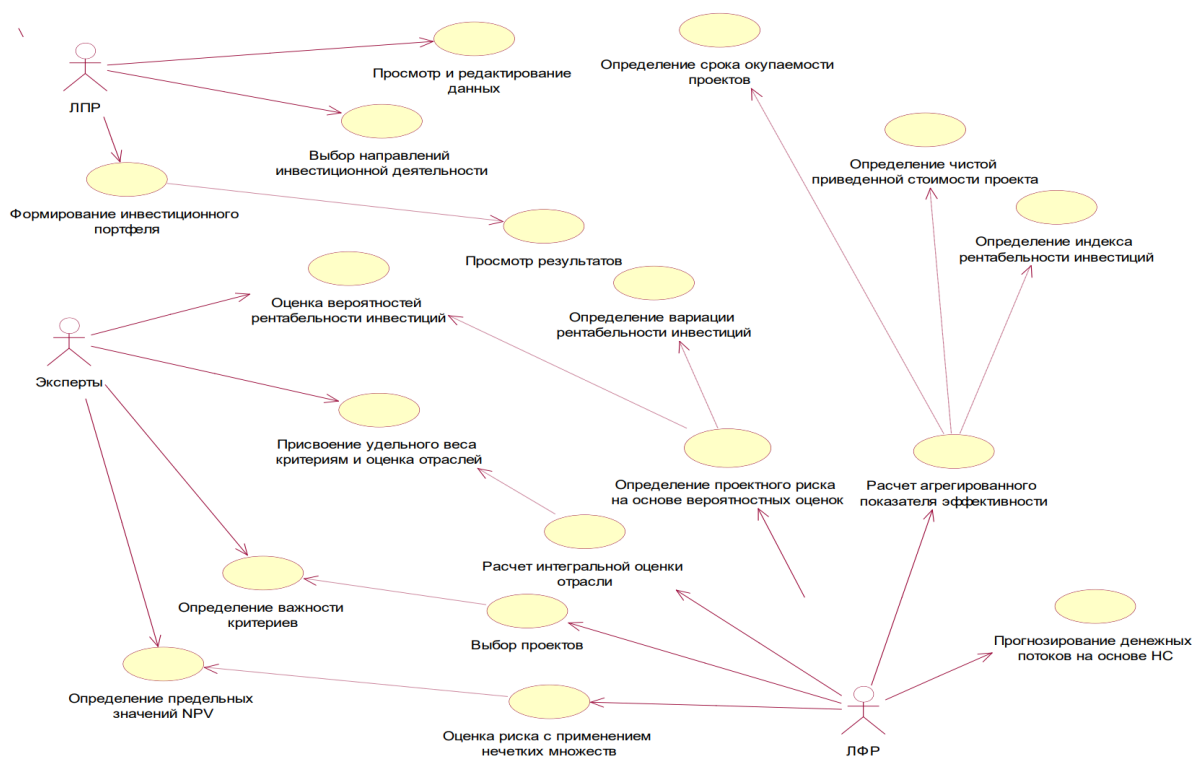 Определение срока окупаемости
проектов
Просмотр и редактирование
данных
ЛПР
Выбор направлений
инвестиционной деятельности
Определение чистой
приведенной стоимости проекта
Формирование инвестиционного
портфеля
Просмотр результатов
Определение индекса
рентабельности инвестиций
Оценка вероятностей
рентабельности инвестиций
Определение вариации
рентабельности инвестиций
Эксперты
Присвоение удельного веса
критериям и оценка отраслей
Определение проектного риска
на основе вероятностных оценок
Расчет агрегированного
показателя эффективности
Расчет интегральной оценки
отрасли
Определение важности
критериев
Выбор проектов
Прогнозирование денежных
потоков на основе НС
Определение предельных
значений NPV
Оценка риска с применением
нечетких множеств
ЛФР